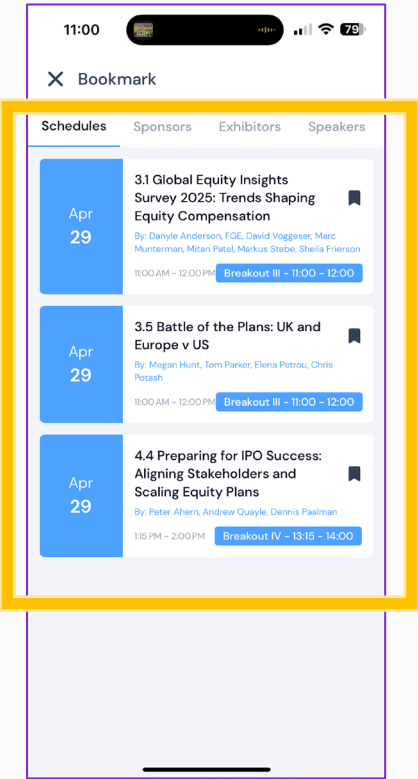 11:00
79
Bookmark
Schedules Sponsors Exhibitors Speakers
Apr
29
3.1 Global Equity Insights
Survey 2025: Trends Shaping
Equity Compensation
By: Danyle Anderson, FGE, David Voggeser, Marc
Munterman, Mitan Patel, Markus Stebe, Sheila Frierson
11:00 AM - 12:00 PM Breakout III - 11:00 - 12:00
Apr
29
3.5 Battle of the Plans: UK and
Europe v US
By: Megan Hunt, Tom Parker, Elena Petrou, Chris
Potash
11:00 AM - 12:00 PM Breakout III - 11:00 - 12:00
Apr
29
4.4 Preparing for IPO Success:
Aligning Stakeholders and
Scaling Equity Plans
By: Peter Ahern, Andrew Quayle, Dennis Paalman
1:15 PM - 2:00 PM Breakout IV - 13:15 - 14:00